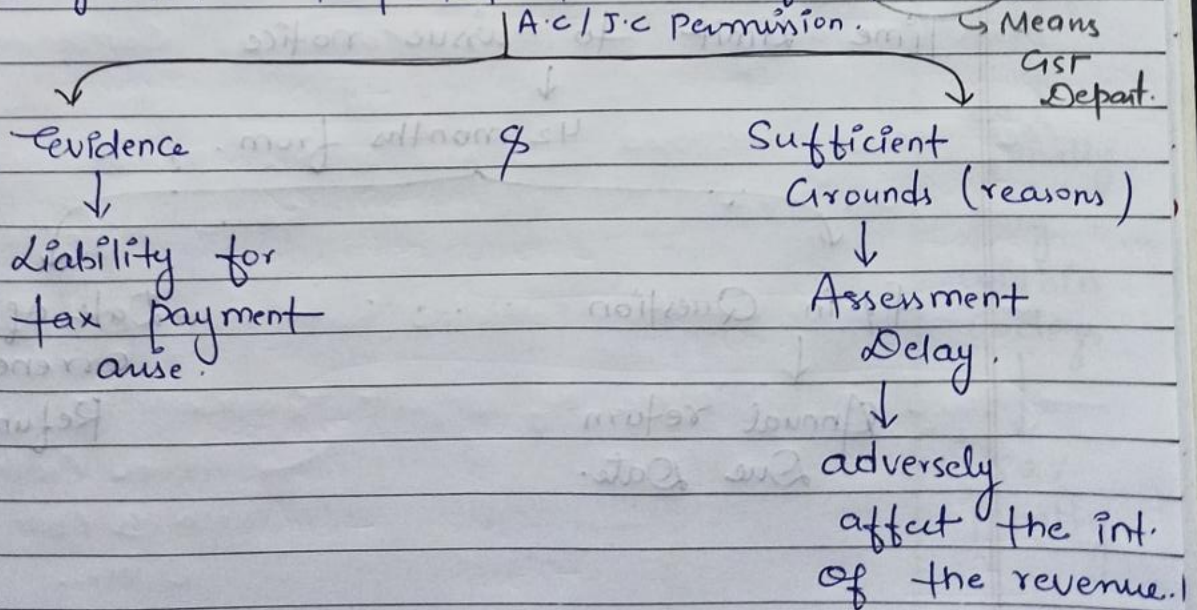 A.C / J.C Permission. ↳ Means
GST
Depart.
Evidence & Sufficient
Grounds (reasons)
Liability for
tax payment
arise.
Assessment
Delay.
adversely
affect the int.
of the revenue.